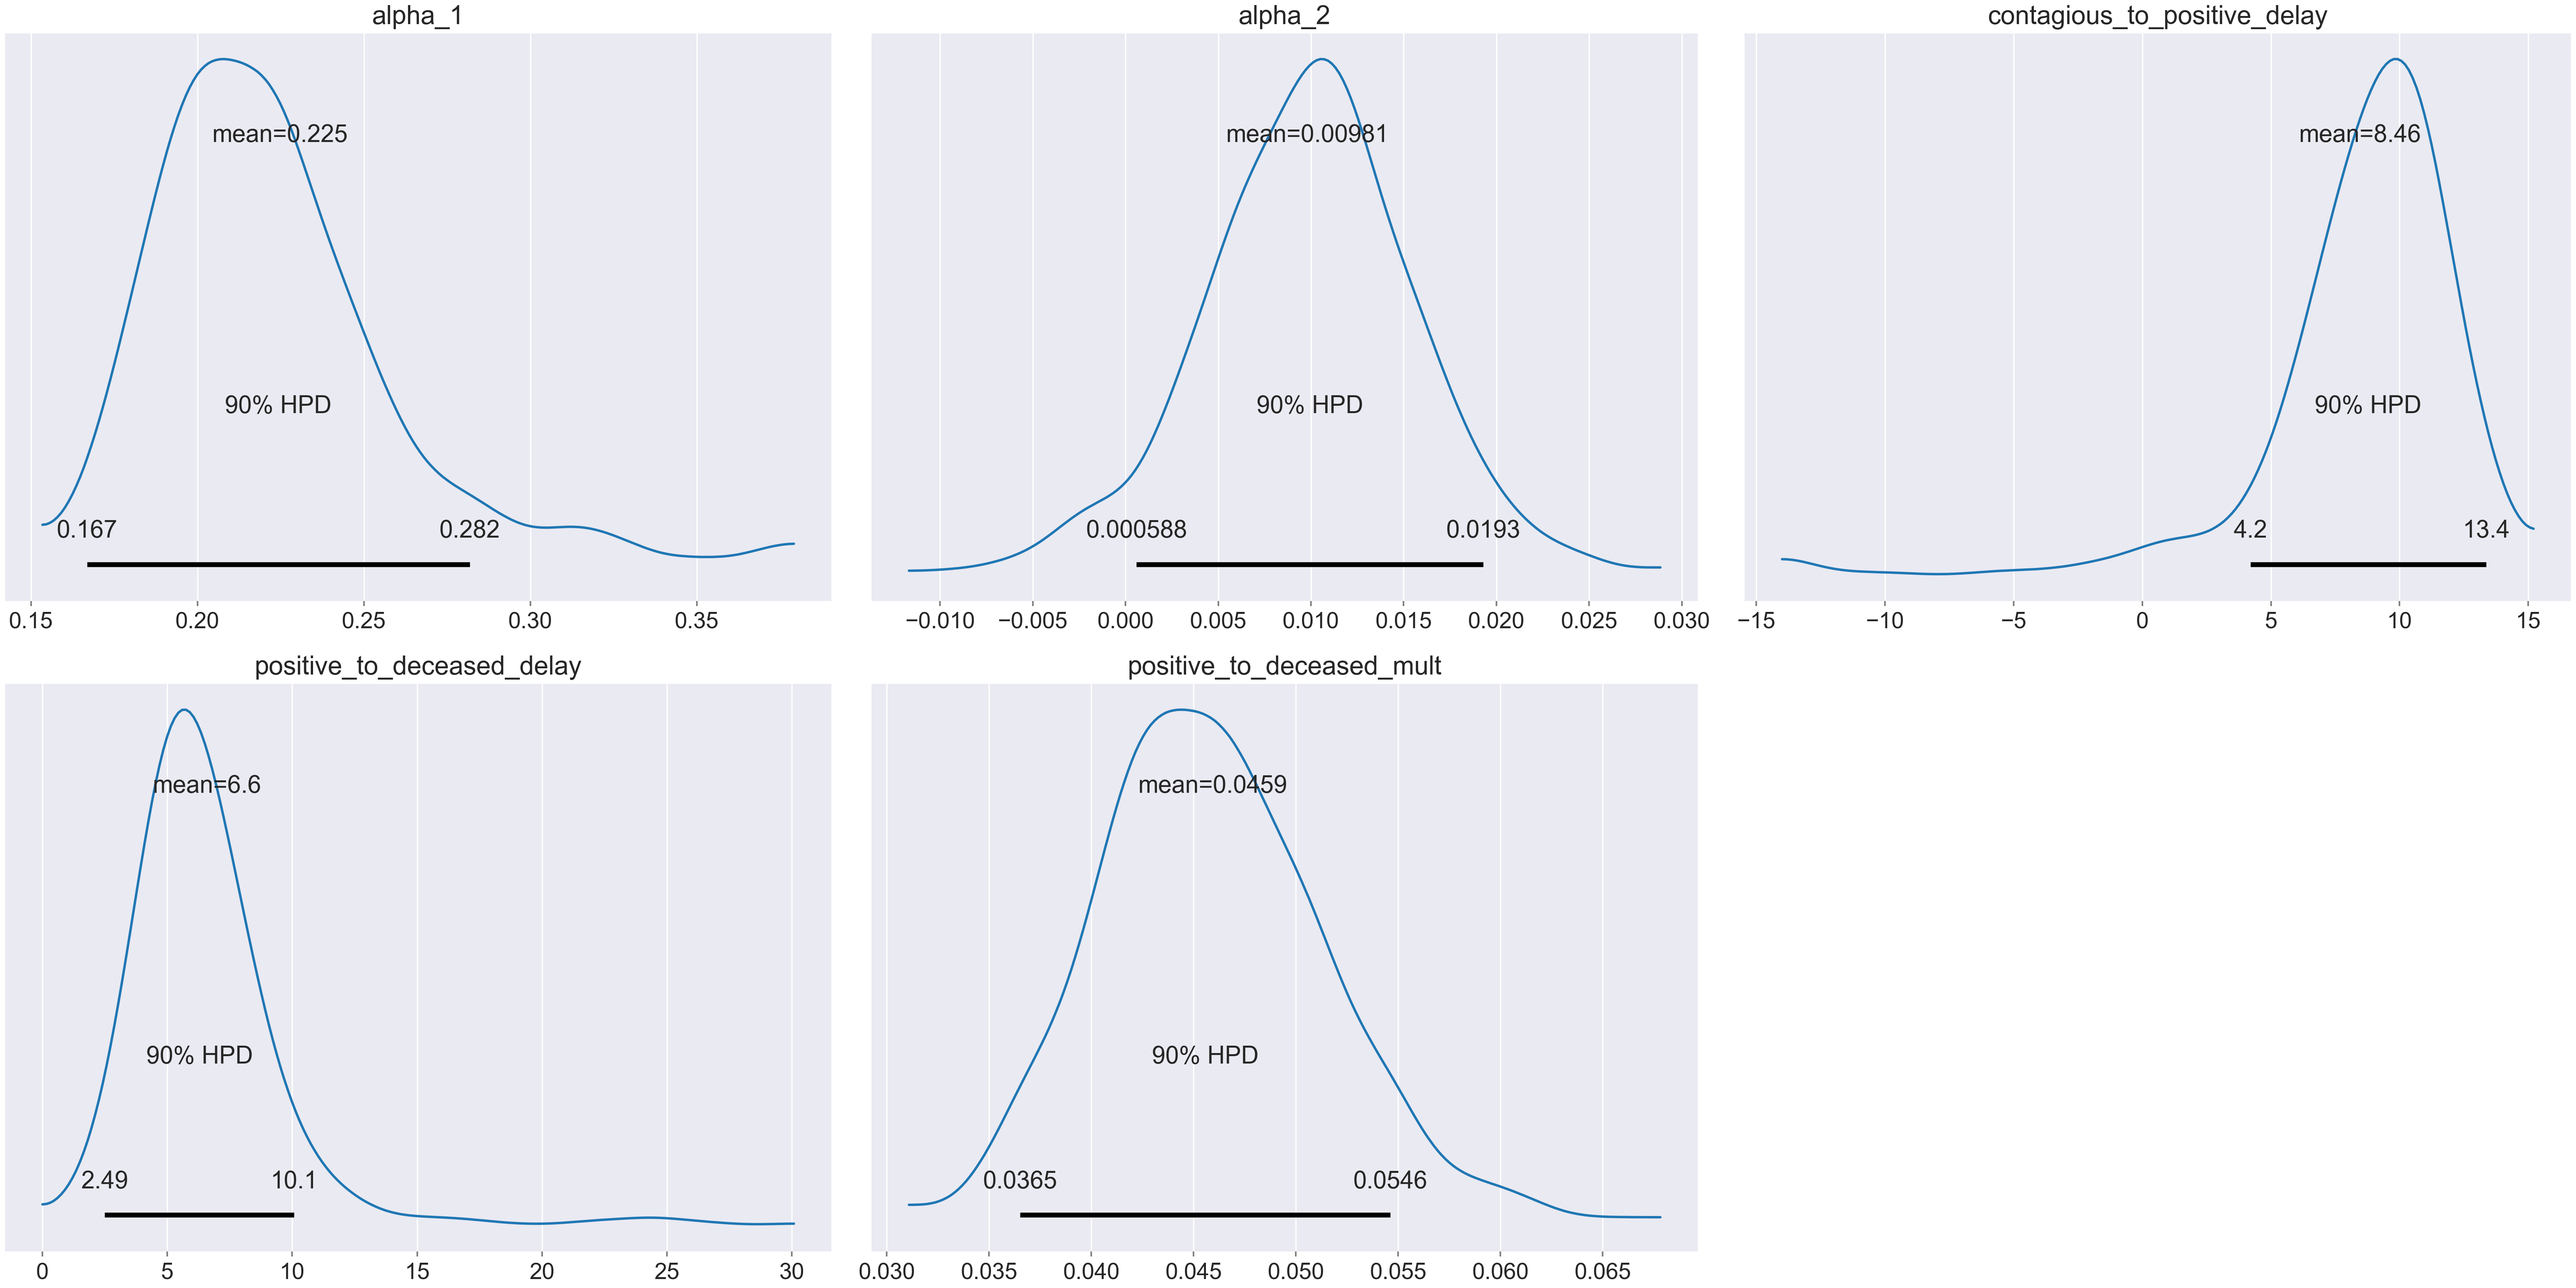 alpha_1
mean=0.225
90% HPD
0.167 0.282
0.15 0.20 0.25 0.30 0.35
alpha_2
mean=0.00981
90% HPD
0.000588 0.0193
−0.010 −0.005 0.000 0.005 0.010 0.015 0.020 0.025 0.030
contagious_to_positive_delay
mean=8.46
90% HPD
4.2 13.4
−15 −10 −5 0 5 10 15
positive_to_deceased_delay
mean=6.6
90% HPD
2.49 10.1
0 5 10 15 20 25 30
positive_to_deceased_mult
mean=0.0459
90% HPD
0.0365 0.0546
0.030 0.035 0.040 0.045 0.050 0.055 0.060 0.065